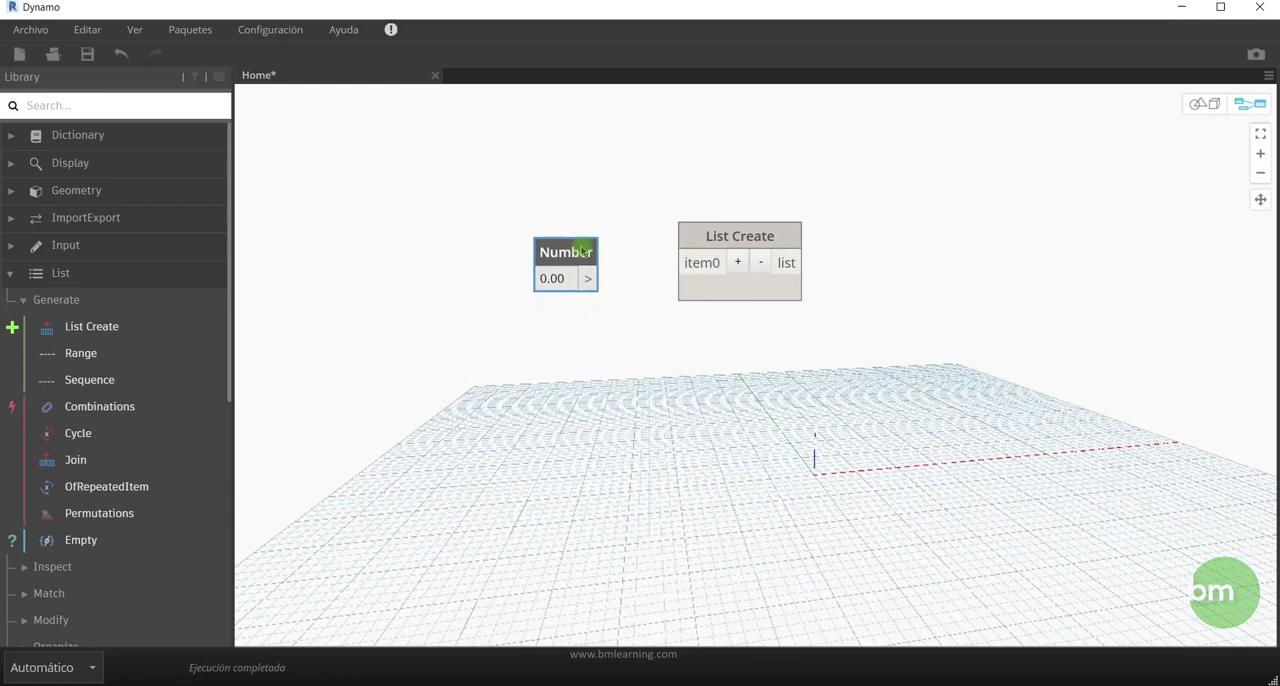 R Dynamo
Archivo Editar Ver Paquetes Configuración Ayuda !
Library
Home*
Search...
Dictionary
Display
Geometry
ImportExport
Input
List
Generate
List Create
Range
Sequence
Combinations
Cycle
Join
OfRepeatedItem
Permutations
? Empty
Inspect
Match
Modify
Organize
Number
0.00 >
List Create
item0 + - list
bm
www.bmlearning.com
Automático
Ejecución completada